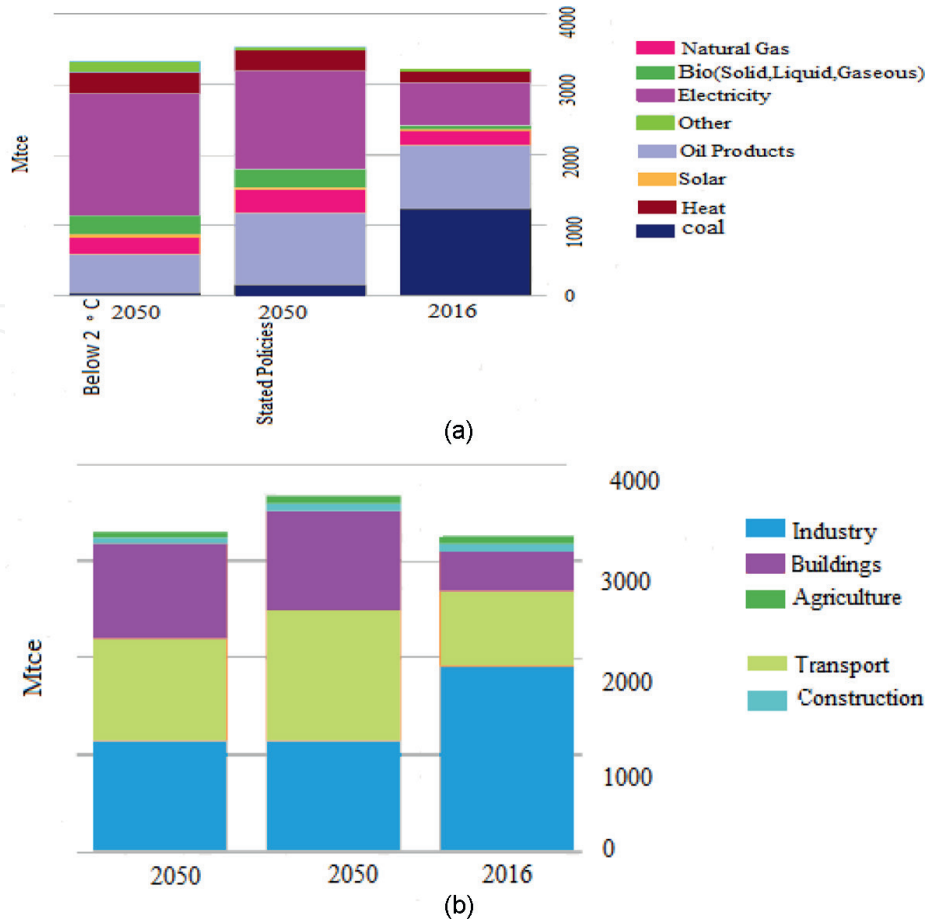 4000
3000
2000
1000
0
Mtce
Natural Gas
Bio(Solid,Liquid,Gaseous)
Electricity
Other
Oil Products
Solar
Heat
coal
2050
2050
2016
Below 2 ° C
Stated Policies
(a)
4000
3000
2000
1000
0
Mtce
Industry
Buildings
Agriculture
Transport
Construction
2050
2050
2016
(b)